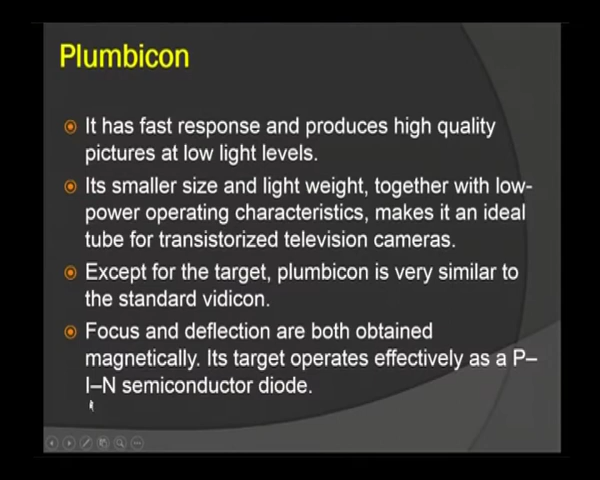 Plumbicon
It has fast response and produces high quality
pictures at low light levels.
Its smaller size and light weight, together with low-
power operating characteristics, makes it an ideal
tube for transistorized television cameras.
Except for the target, plumbicon is very similar to
the standard vidicon.
Focus and deflection are both obtained
magnetically. Its target operates effectively as a P–
I–N semiconductor diode.